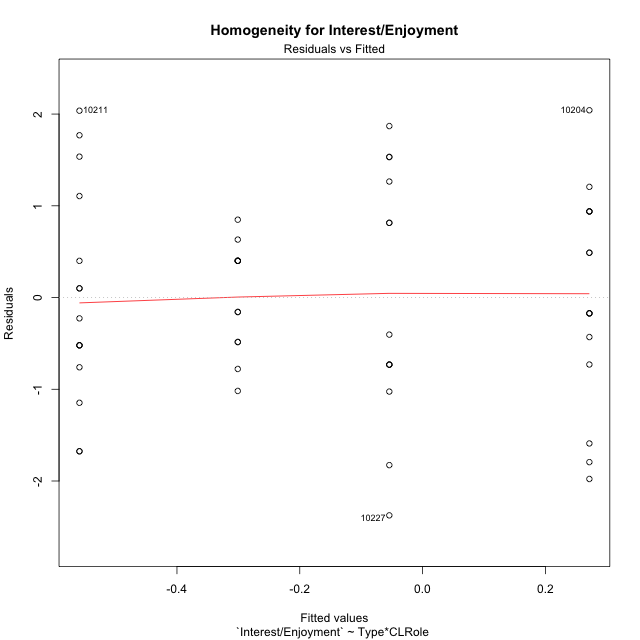 Homogeneity for Interest/Enjoyment
Residuals vs Fitted
10211
10204
10227
2
1
0
-1
-2
Residuals
-0.4
-0.2
0.0
0.2
Fitted values
`Interest/Enjoyment` ~ Type*CLRole